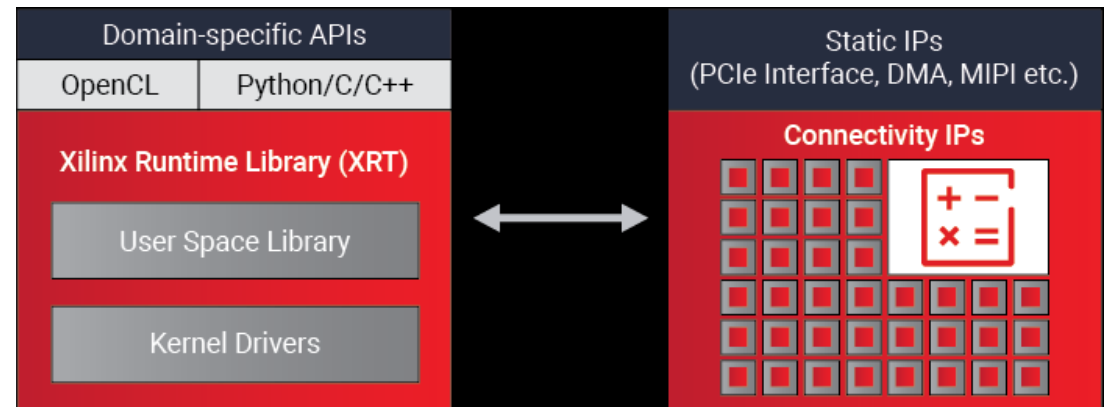 Domain-specific APIs
OpenCL
Python/C/C++
Xilinx Runtime Library (XRT)
User Space Library
Kernel Drivers
Static IPs
(PCIe Interface, DMA, MIPI etc.)
Connectivity IPs